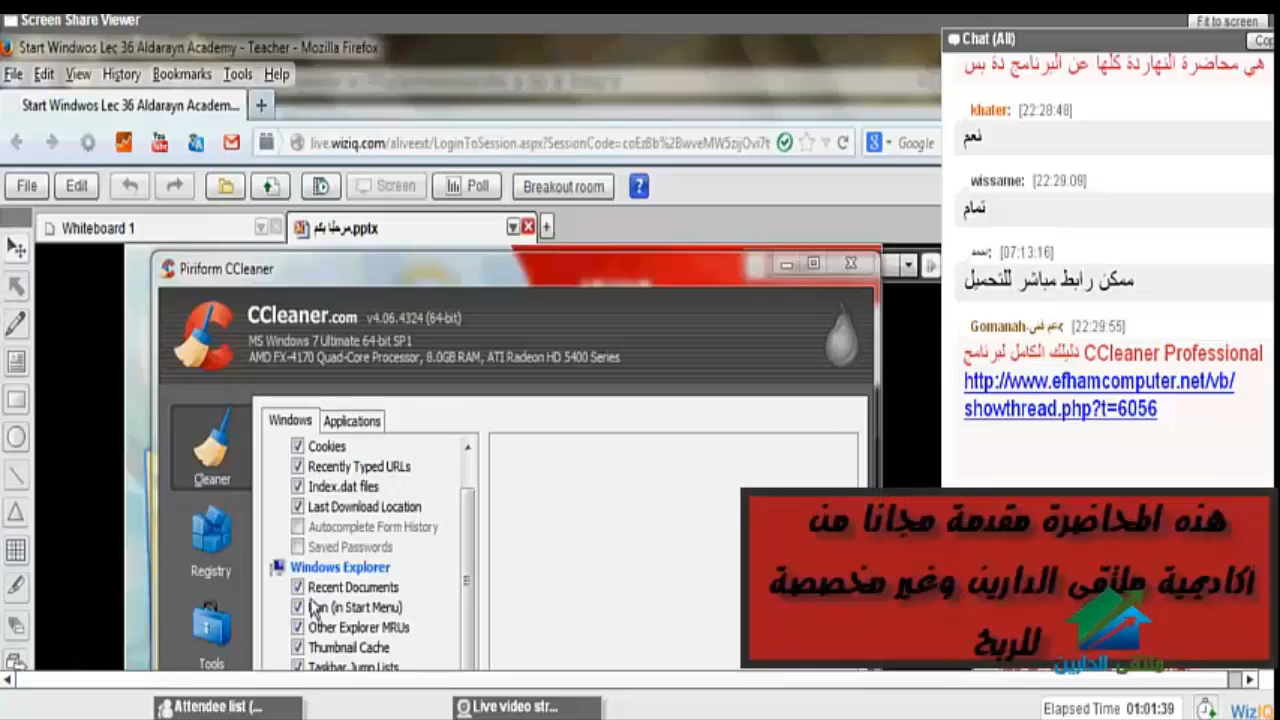 Screen Share Viewer
Fit to screen
Start Windwos Lec 36 Aldarayn Academy - Teacher - Mozilla Firefox
File Edit View History Bookmarks Tools Help
Start Windwos Lec 36 Aldarayn Academ...
live.wiziq.com/aliveext/LoginToSession.aspx?SessionCode=coEzBb%2BwveMW5zijOvi7t
Google
File Edit Screen Poll Breakout room ?
Whiteboard 1
مرحبًا بكم.pptx
Piriform CCleaner
CCleaner.com v4.06.4324 (64-bit)
MS Windows 7 Ultimate 64-bit SP1
AMD FX-4170 Quad-Core Processor, 8.0GB RAM, ATI Radeon HD 5400 Series
Cleaner
Registry
Tools
Windows
Applications
Cookies
Recently Typed URLs
Index.dat files
Last Download Location
Autocomplete Form History
Saved Passwords
Windows Explorer
Recent Documents
(in Start Menu)
Other Explorer MRUs
Thumbnail Cache
Taskbar Jump Lists
Chat (All)
هي محاضرة النهاردة كلها عن البرنامج دة بس
khater: [22:28:48]
نعم
wissame: [22:29:09]
تمام
[07:13:16]
ممكن رابط مباشر للتحميل
Gomanah- [22:29:55]
دليلك الكامل لبرنامج CCleaner Professional
http://www.efhamcomputer.net/vb/
showthread.php?t=6056
هذه المحاضرة مقدمة مجانا من
أكاديمية ملتقى الدارين وغير مخصصة
للربح
ملتقى الدارين
Attendee list (...
Live video str...
Elapsed Time 01:01:39
WizIQ